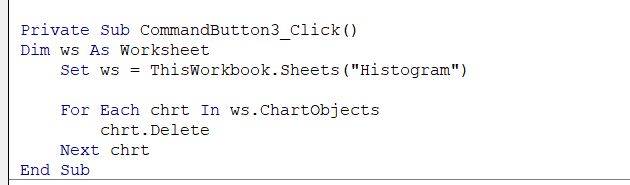 Private Sub CommandButton3_Click()
Dim ws As Worksheet
    Set ws = ThisWorkbook.Sheets("Histogram")

    For Each chrt In ws.ChartObjects
        chrt.Delete
    Next chrt
End Sub